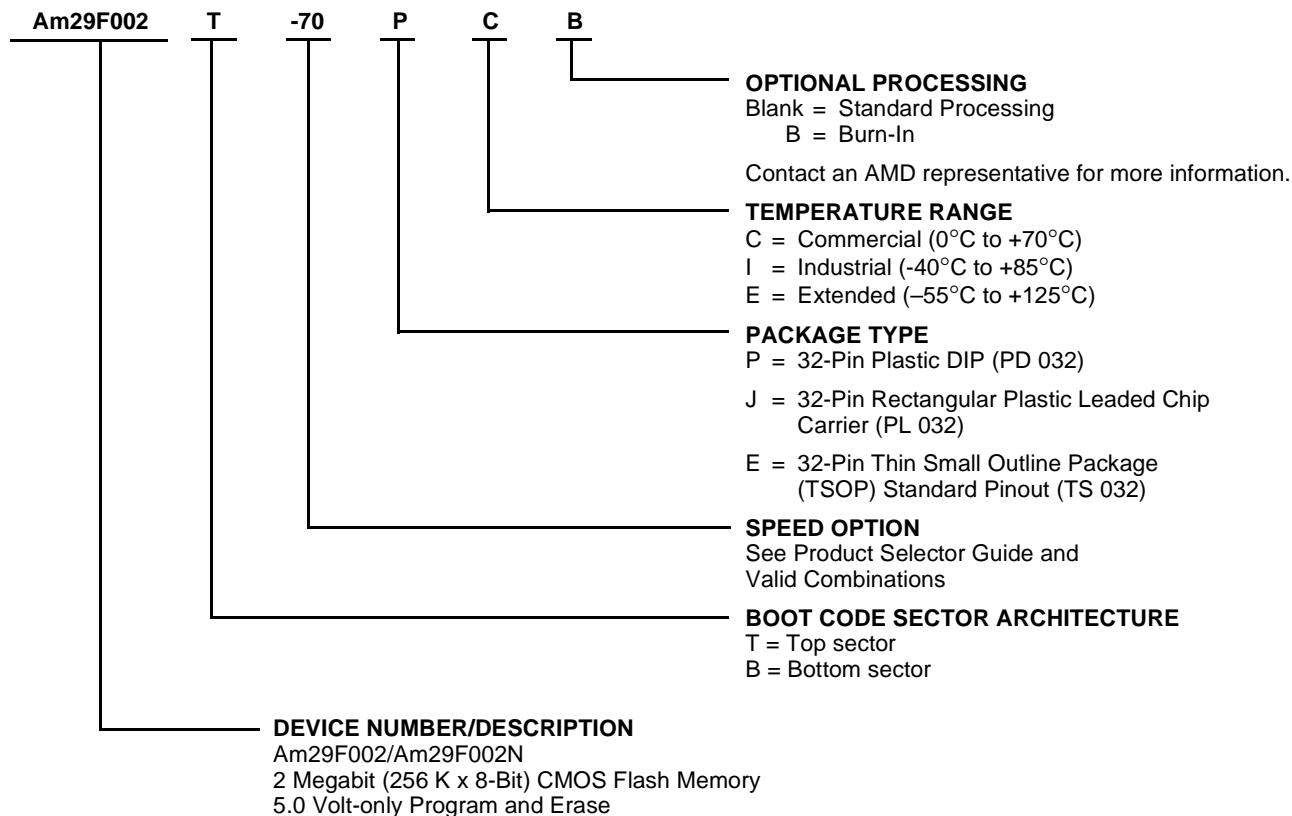 Am29F002 T -70 P C B
OPTIONAL PROCESSING
Blank = Standard Processing
B = Burn-In
Contact an AMD representative for more information.
TEMPERATURE RANGE
C = Commercial (0°C to +70°C)
I = Industrial (-40°C to +85°C)
E = Extended (–55°C to +125°C)
PACKAGE TYPE
P = 32-Pin Plastic DIP (PD 032)
J = 32-Pin Rectangular Plastic Leaded Chip
Carrier (PL 032)
E = 32-Pin Thin Small Outline Package
(TSOP) Standard Pinout (TS 032)
SPEED OPTION
See Product Selector Guide and
Valid Combinations
BOOT CODE SECTOR ARCHITECTURE
T = Top sector
B = Bottom sector
DEVICE NUMBER/DESCRIPTION
Am29F002/Am29F002N
2 Megabit (256 K x 8-Bit) CMOS Flash Memory
5.0 Volt-only Program and Erase